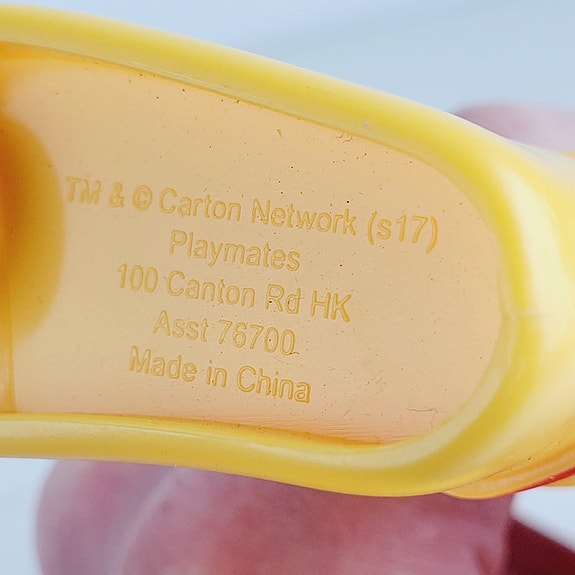 TM & © Carton Network (s17)
Playmates
100 Canton Rd HK
Asst 76700
Made in China